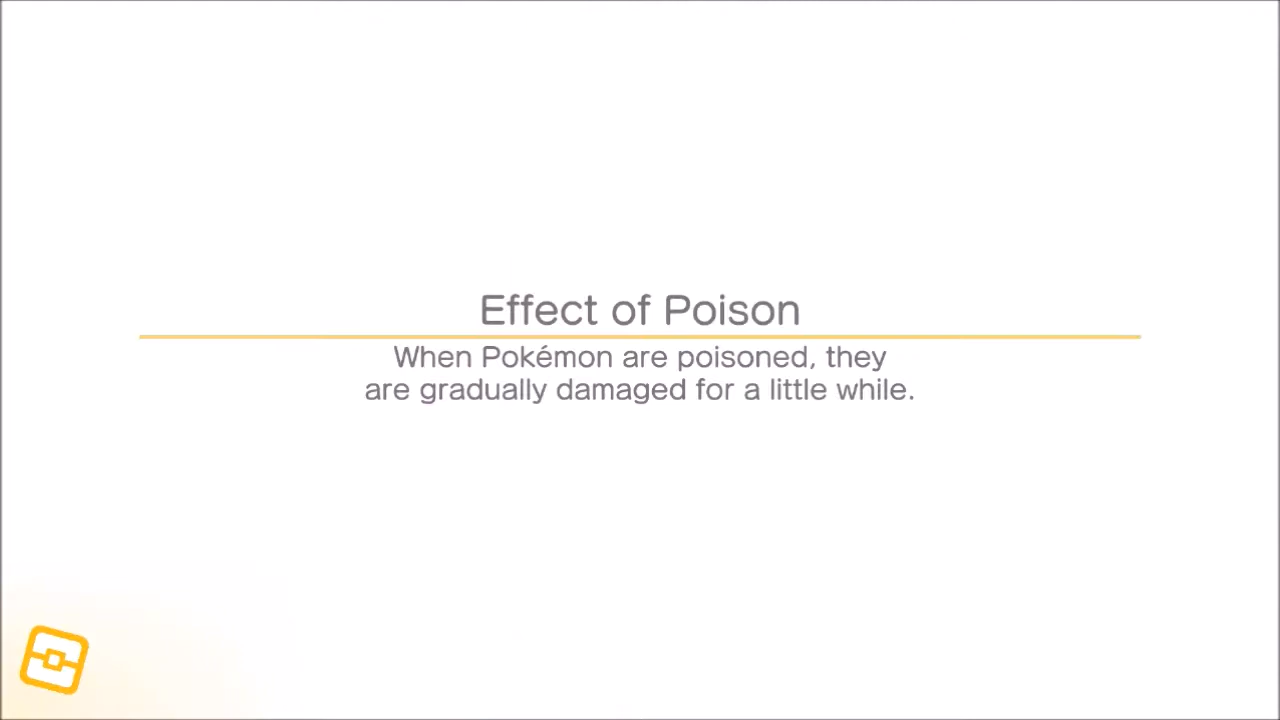 Effect of Poison
When Pokémon are poisoned, they
are gradually damaged for a little while.